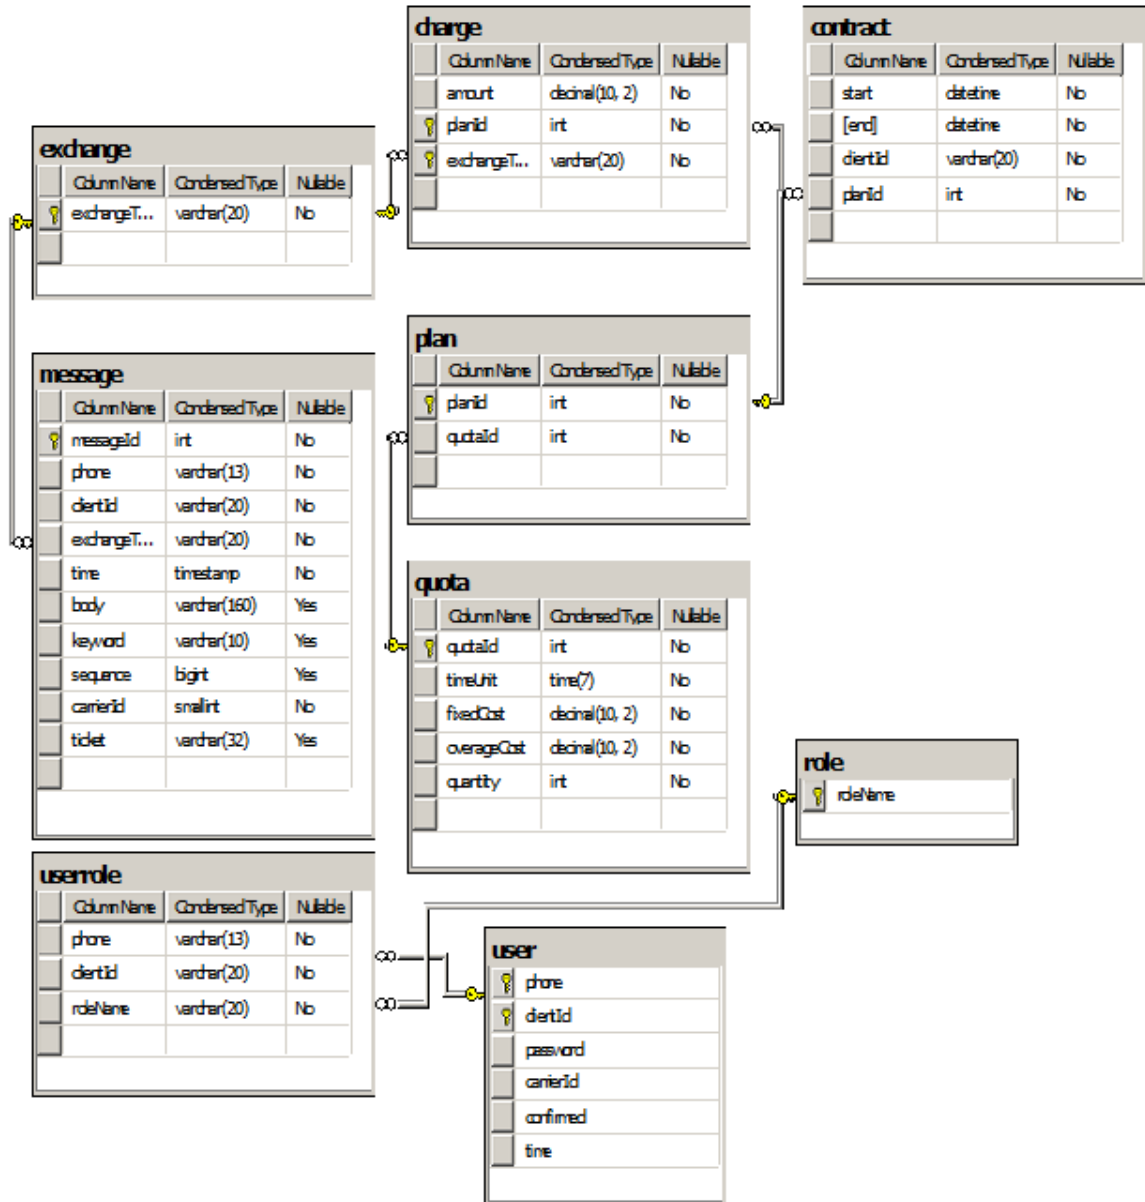 charge
Column Name Condensed Type Nullable
amount decimal(10, 2) No
planId int No
exchangeT... varchar(20) No
contract
Column Name Condensed Type Nullable
start datetime No
[end] datetime No
clientId varchar(20) No
planId int No
exchange
Column Name Condensed Type Nullable
exchangeT... varchar(20) No
plan
Column Name Condensed Type Nullable
planId int No
quotaId int No
message
Column Name Condensed Type Nullable
messageId int No
phone varchar(13) No
clientId varchar(20) No
exchangeT... varchar(20) No
time timestamp No
body varchar(160) Yes
keyword varchar(10) Yes
sequence bigint Yes
carrierId smallint No
ticket varchar(32) Yes
quota
Column Name Condensed Type Nullable
quotaId int No
timeUnit time(7) No
fixedCost decimal(10, 2) No
overageCost decimal(10, 2) No
quantity int No
role
roleName
userrole
Column Name Condensed Type Nullable
phone varchar(13) No
clientId varchar(20) No
roleName varchar(20) No
user
phone
clientId
password
carrierId
confirmed
time